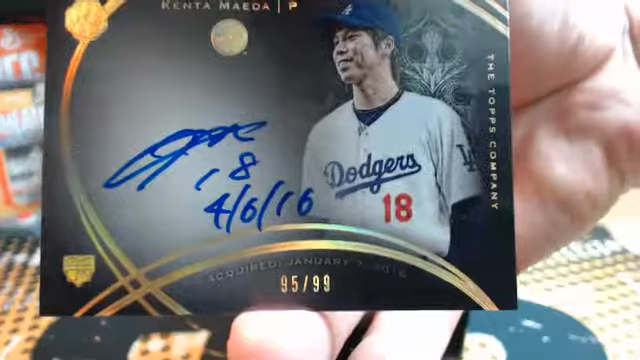 KENTA MAEDA | P
THE TOPPS COMPANY
18
4/6/16
Dodgers
LA
18
ACQUIRED: JANUARY 7, 2016
95/99